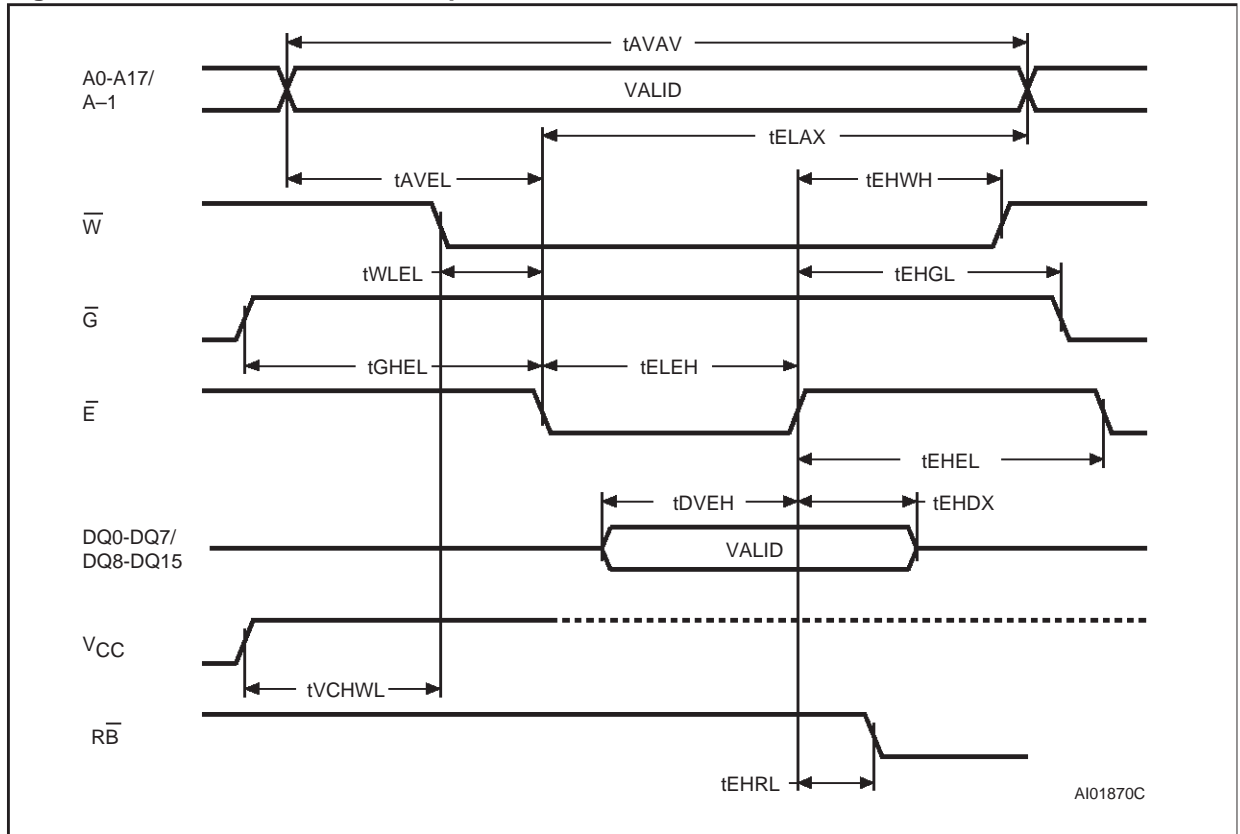 tAVAV
A0-A17/
A–1
VALID
tELAX
tAVEL
tEHWH
W̅
tWLEL
tEHGL
G̅
tGHEL
tELEH
E̅
tEHEL
tDVEH
tEHDX
DQ0-DQ7/
DQ8-DQ15
VALID
VCC
tVCHWL
RB̅
tEHRL
AI01870C